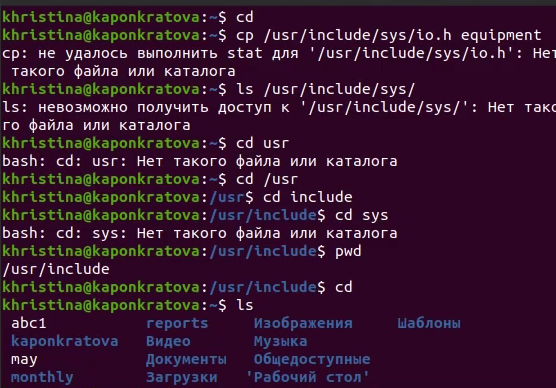 khristina@kaponkratova:~$ cd
khristina@kaponkratova:~$ cp /usr/include/sys/io.h equipment
cp: не удалось выполнить stat для '/usr/include/sys/io.h': Нет
 такого файла или каталога
khristina@kaponkratova:~$ ls /usr/include/sys/
ls: невозможно получить доступ к '/usr/include/sys/': Нет тако
го файла или каталога
khristina@kaponkratova:~$ cd usr
bash: cd: usr: Нет такого файла или каталога
khristina@kaponkratova:~$ cd /usr
khristina@kaponkratova:/usr$ cd include
khristina@kaponkratova:/usr/include$ cd sys
bash: cd: sys: Нет такого файла или каталога
khristina@kaponkratova:/usr/include$ pwd
/usr/include
khristina@kaponkratova:/usr/include$ cd
khristina@kaponkratova:~$ ls
abc1 reports Изображения Шаблоны
kaponkratova Видео Музыка
may Документы Общедоступные
monthly Загрузки 'Рабочий стол'